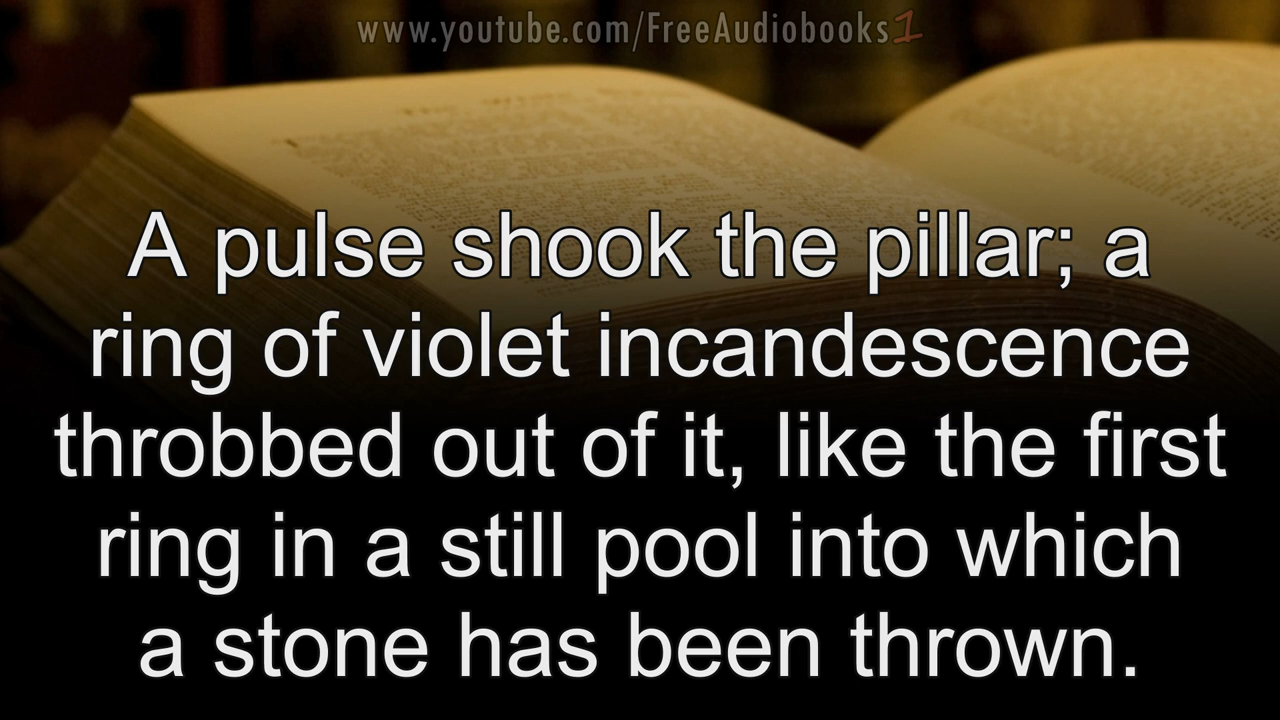 www.youtube.com/FreeAudiobooks1
A pulse shook the pillar; a
ring of violet incandescence
throbbed out of it, like the first
ring in a still pool into which
a stone has been thrown.